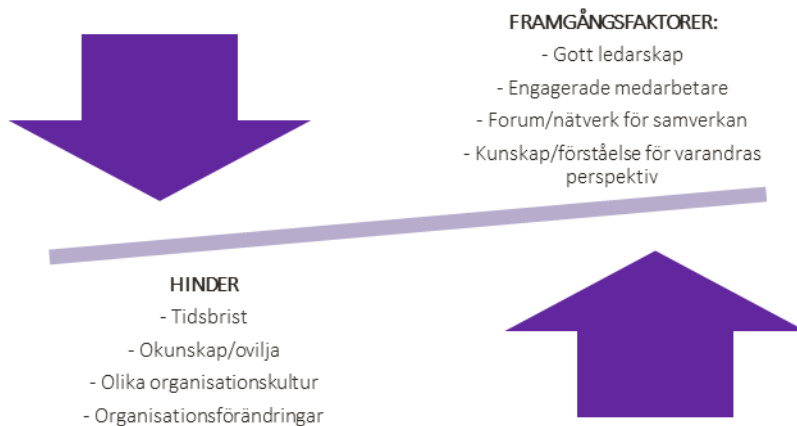 FRAMGÅNGSFAKTORER:
- Gott ledarskap
- Engagerade medarbetare
- Forum/nätverk för samverkan
- Kunskap/förståelse för varandras
perspektiv
HINDER
- Tidsbrist
- Okunskap/ovilja
- Olika organisationskultur
- Organisationsförändringar